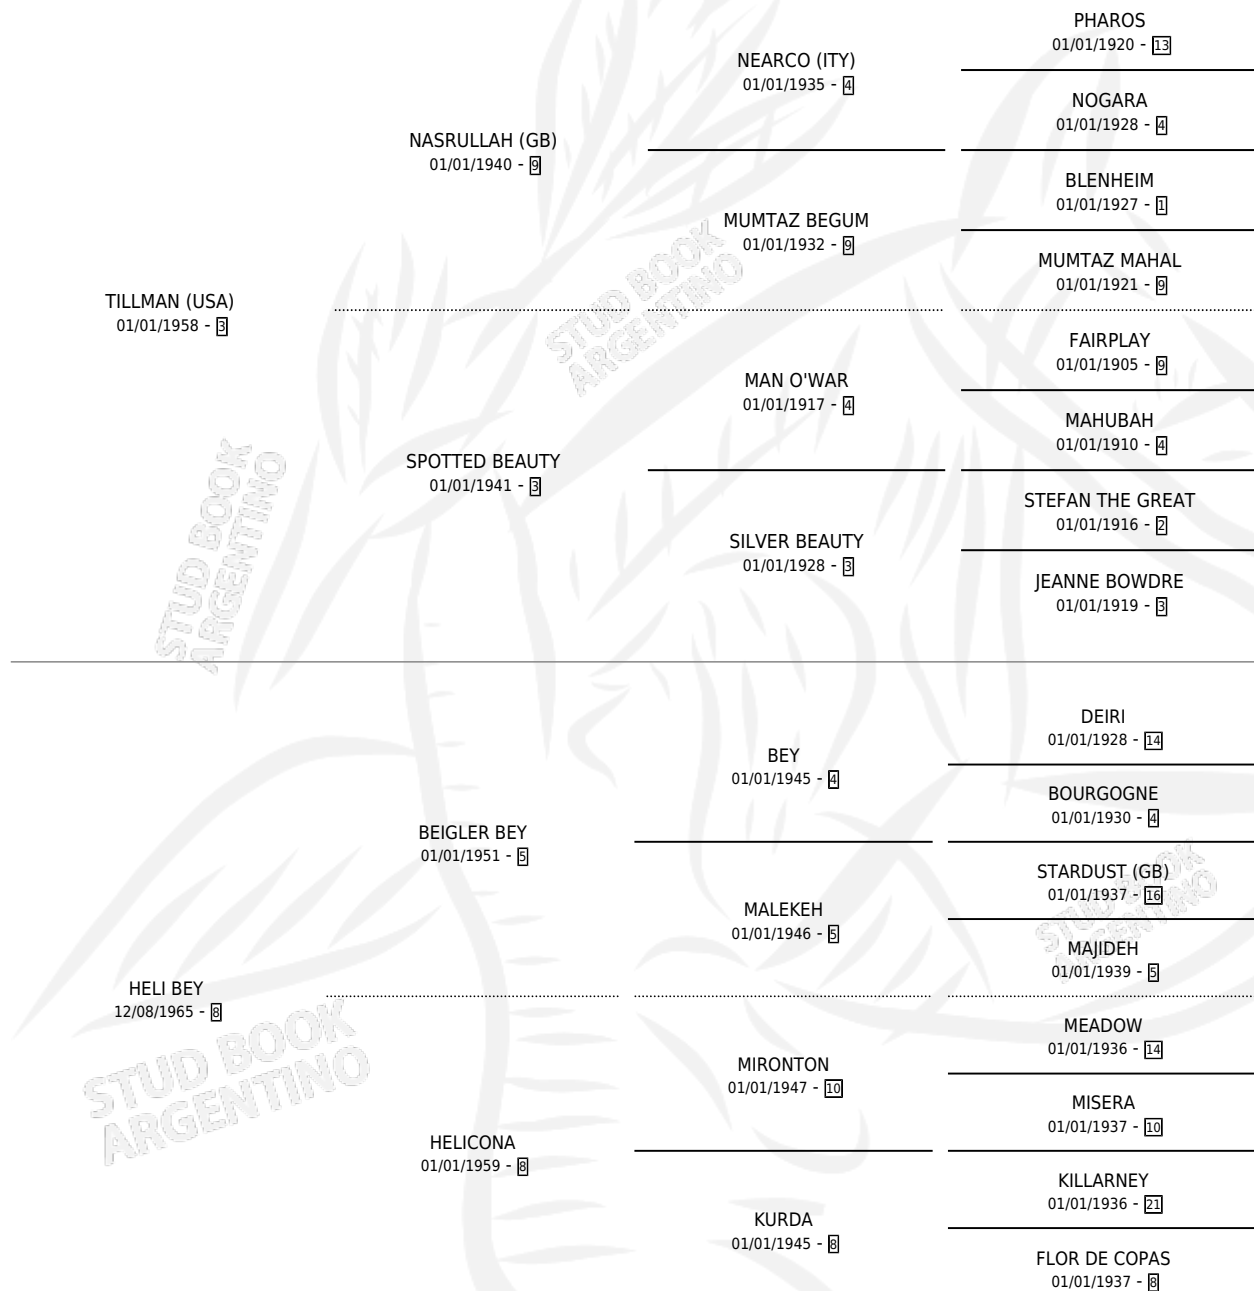 PHAROS
01/01/1920 - 13
NEARCO (ITY)
01/01/1935 - 4
NOGARA
01/01/1928 - 4
NASRULLAH (GB)
01/01/1940 - 9
BLENHEIM
01/01/1927 - 1
MUMTAZ BEGUM
01/01/1932 - 9
MUMTAZ MAHAL
01/01/1921 - 9
TILLMAN (USA)
01/01/1958 - 3
FAIRPLAY
01/01/1905 - 9
MAN O'WAR
01/01/1917 - 4
MAHUBAH
01/01/1910 - 4
SPOTTED BEAUTY
01/01/1941 - 3
STEFAN THE GREAT
01/01/1916 - 2
SILVER BEAUTY
01/01/1928 - 3
JEANNE BOWDRE
01/01/1919 - 3
DEIRI
01/01/1928 - 14
BEY
01/01/1945 - 4
BOURGOGNE
01/01/1930 - 4
BEIGLER BEY
01/01/1951 - 5
STARDUST (GB)
01/01/1937 - 16
MALEKEH
01/01/1946 - 5
MAJIDEH
01/01/1939 - 5
HELI BEY
12/08/1965 - 8
MEADOW
01/01/1936 - 14
MIRONTON
01/01/1947 - 10
MISERA
01/01/1937 - 10
HELICONA
01/01/1959 - 8
KILLARNEY
01/01/1936 - 21
KURDA
01/01/1945 - 8
FLOR DE COPAS
01/01/1937 - 8
STUD BOOK
ARGENTINO
STUD BOOK
ARGENTINO
STUD BOOK
ARGENTINO
STUD BOOK
ARGENTINO